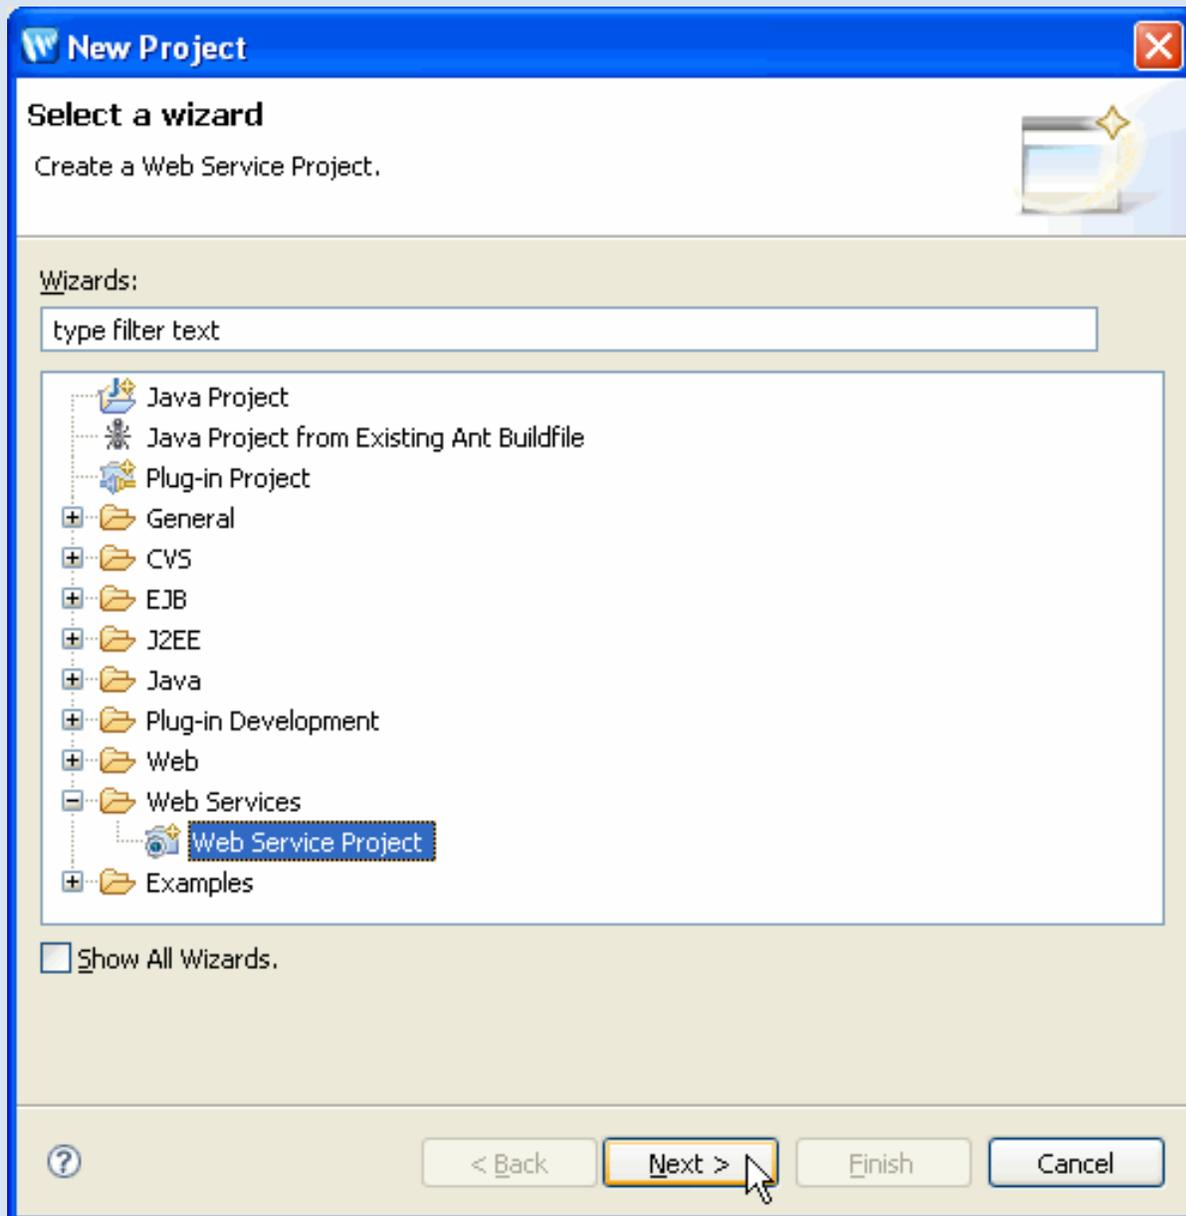 New Project
Select a wizard
Create a Web Service Project.
Wizards:
type filter text
Java Project
Java Project from Existing Ant Buildfile
Plug-in Project
General
CVS
EJB
J2EE
Java
Plug-in Development
Web
Web Services
Web Service Project
Examples
Show All Wizards.
? < Back Next > Finish Cancel